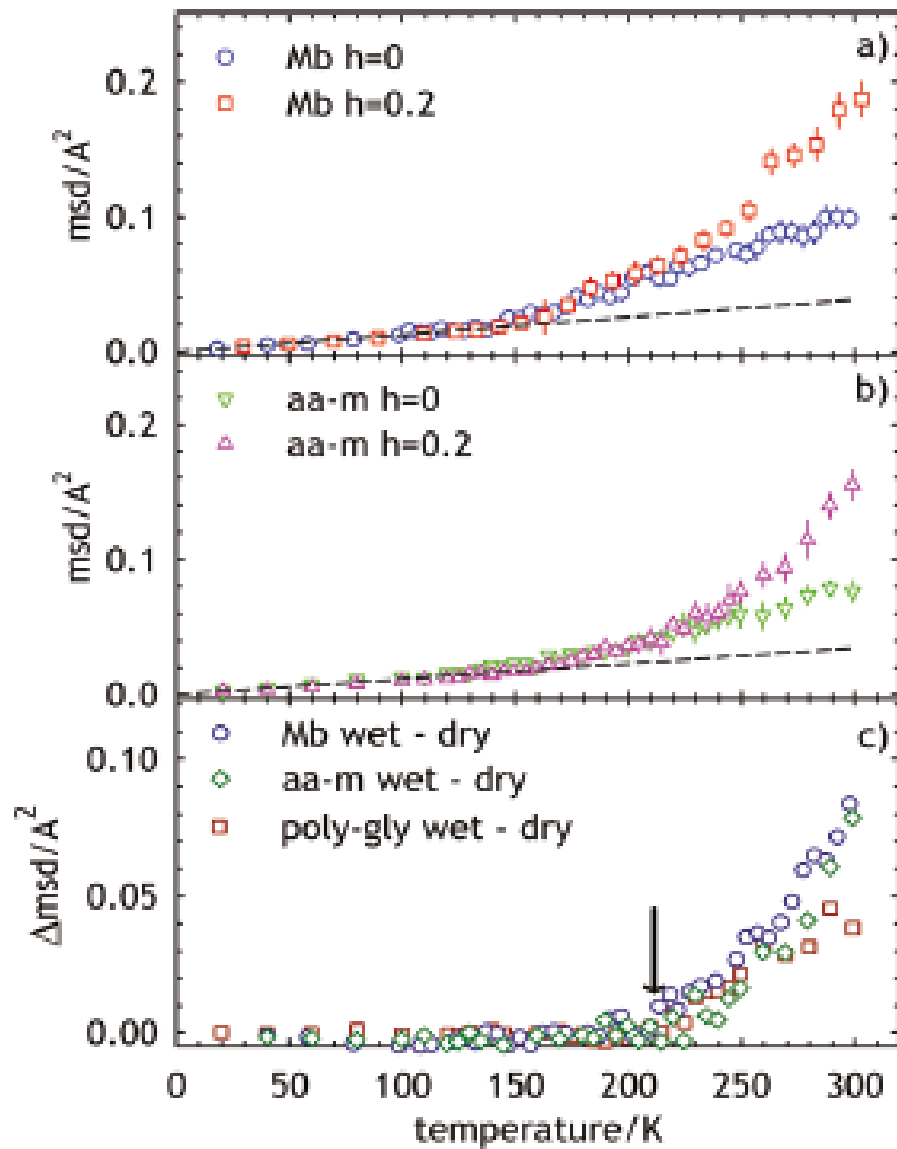 a)
Mb h=0
Mb h=0.2
0.2
0.1
0.0
msd/A²
b)
aa-m h=0
aa-m h=0.2
0.2
0.1
0.0
msd/A²
c)
Mb wet - dry
aa-m wet - dry
poly-gly wet - dry
0.10
0.05
0.00
Δmsd/A²
0 50 100 150 200 250 300
temperature/K